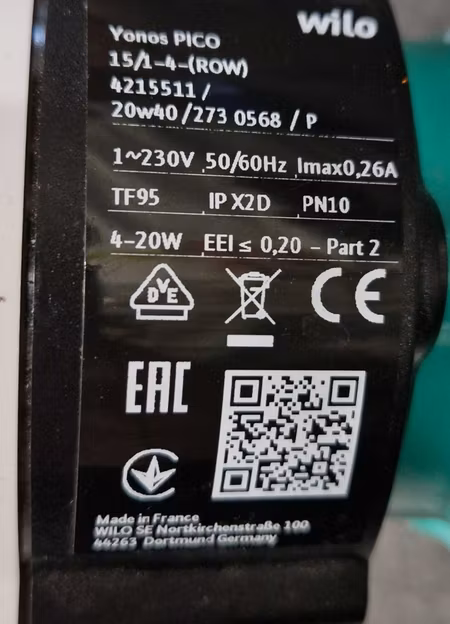 wilo
Yonos PICO
15/1-4-(ROW)
4215511 /
20w40 / 273 0568 / P
1~230V 50/60Hz Imax0,26A
TF95 IP X2D PN10
4-20W EEI ≤ 0,20 - Part 2
DVE CE
EAC
Made in France
WILO SE Nortkirchenstraße 100
44263 Dortmund Germany